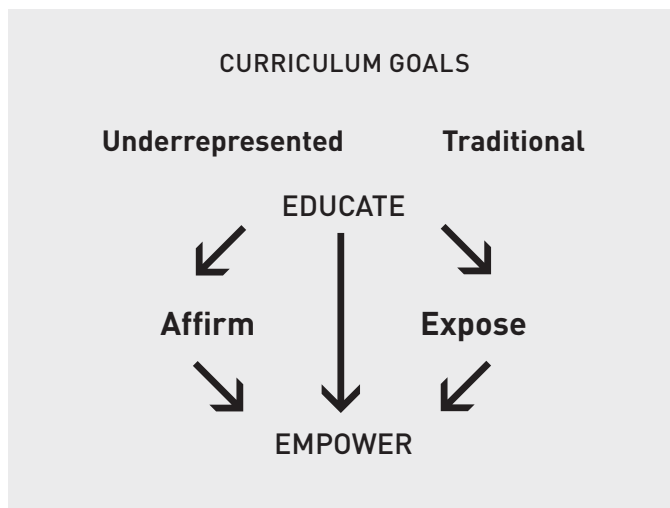 CURRICULUM GOALS
Underrepresented Traditional
EDUCATE
Affirm Expose
EMPOWER